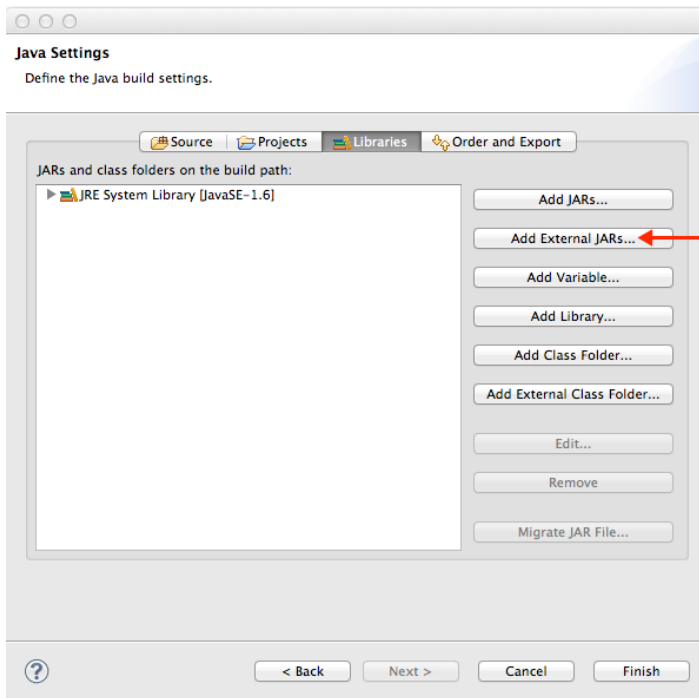 Java Settings
Define the Java build settings.
Source Projects Libraries Order and Export
JARs and class folders on the build path:
JRE System Library [JavaSE-1.6]
Add JARs...
Add External JARs...
Add Variable...
Add Library...
Add Class Folder...
Add External Class Folder...
Edit...
Remove
Migrate JAR File...
? < Back Next > Cancel Finish